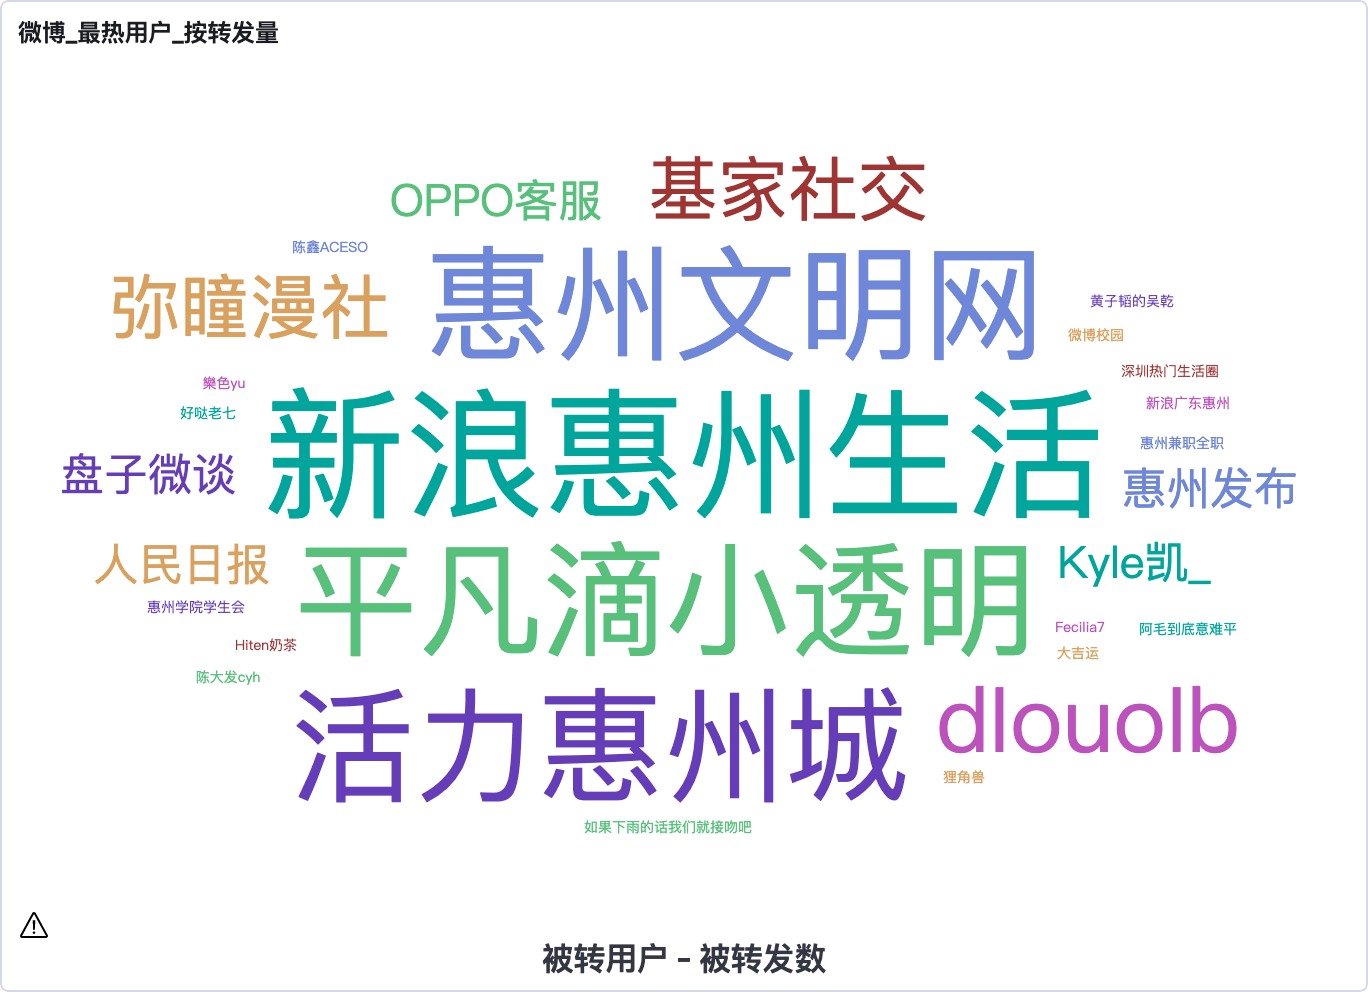 微博_最热用户_按转发量
OPPO客服
基家社交
陈鑫ACESO
惠州文明网
弥瞳漫社
黄子韬的吴乾
微博校园
深圳热门生活圈
樂色yu
新浪惠州生活
新浪广东惠州
好哒老七
惠州兼职全职
盘子微谈
惠州发布
人民日报
平凡滴小透明
Kyle凯_
惠州学院学生会
Fecilia7
阿毛到底意难平
Hiten奶茶
大吉运
陈大发cyh
活力惠州城
dlouolb
狸角兽
如果下雨的话我们就接吻吧
被转用户 - 被转发数